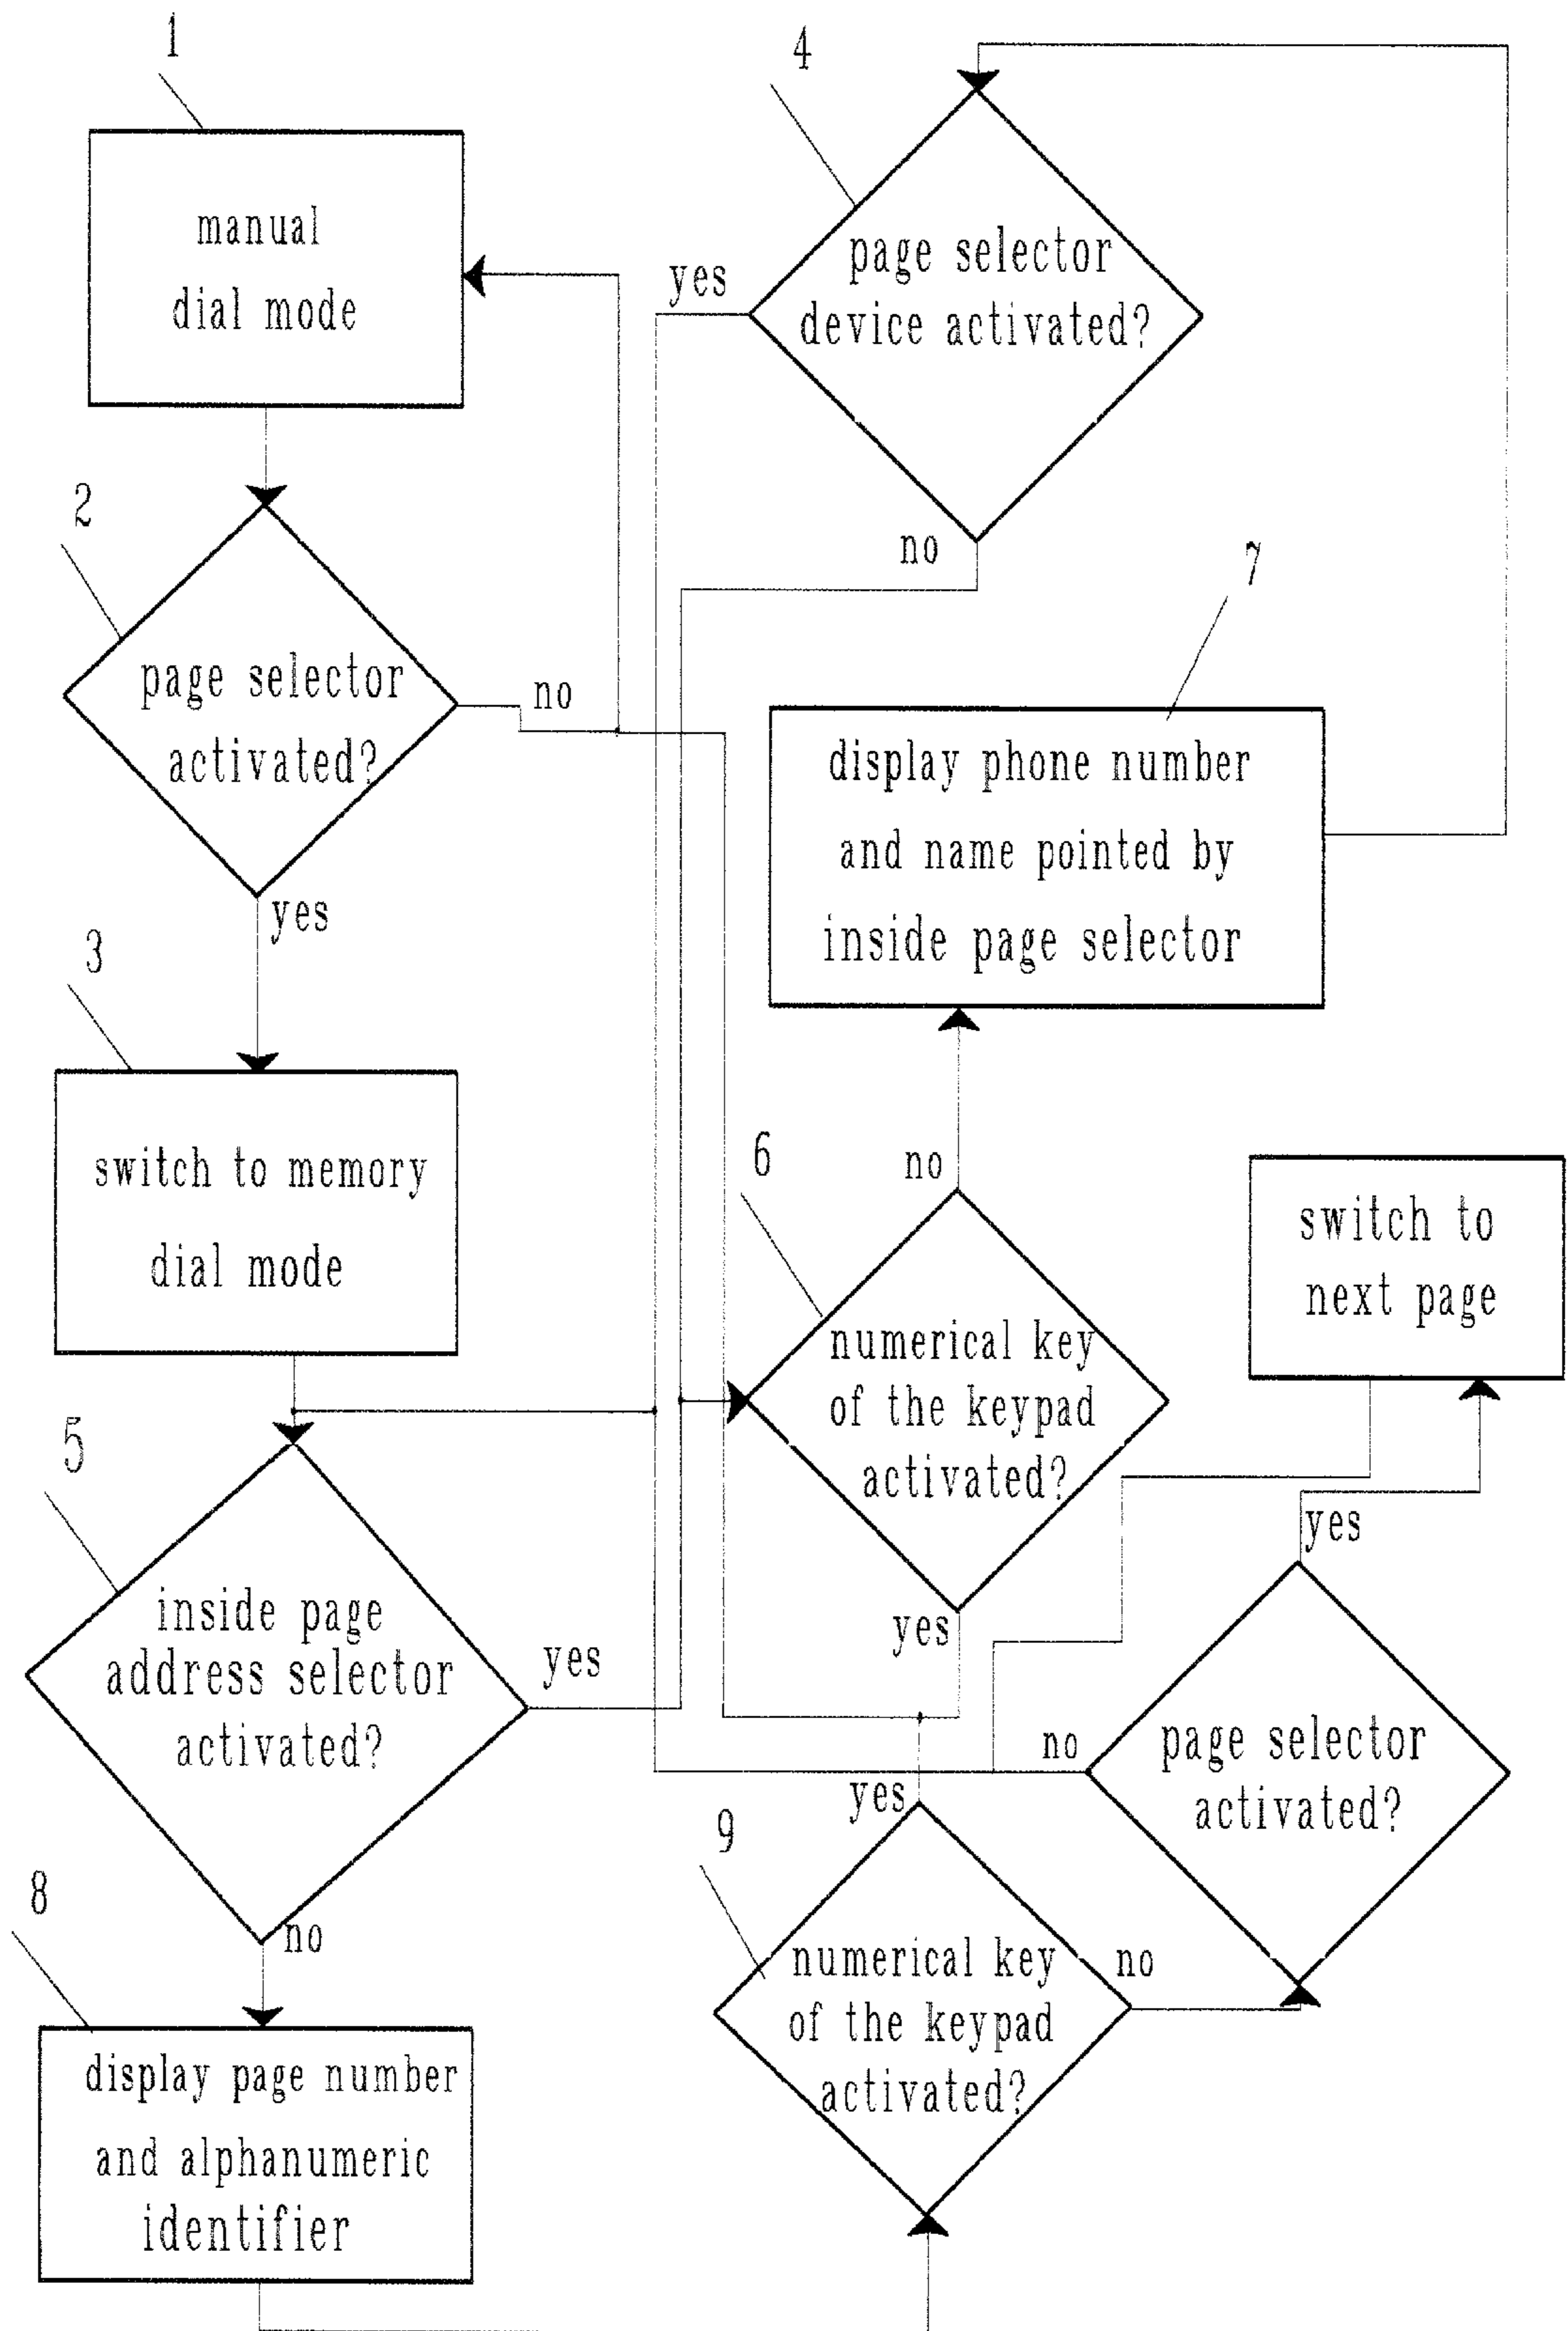 1
manual
dial mode
2
page selector
activated?
no
yes
3
switch to memory
dial mode
5
inside page
address selector
activated?
yes
no
8
display page number
and alphanumeric
identifier
4
page selector
device activated?
yes
no
7
display phone number
and name pointed by
inside page selector
6
no
numerical key
of the keypad
activated?
yes
switch to
next page
yes
page selector
activated?
no
9
yes
numerical key
of the keypad
activated?
no